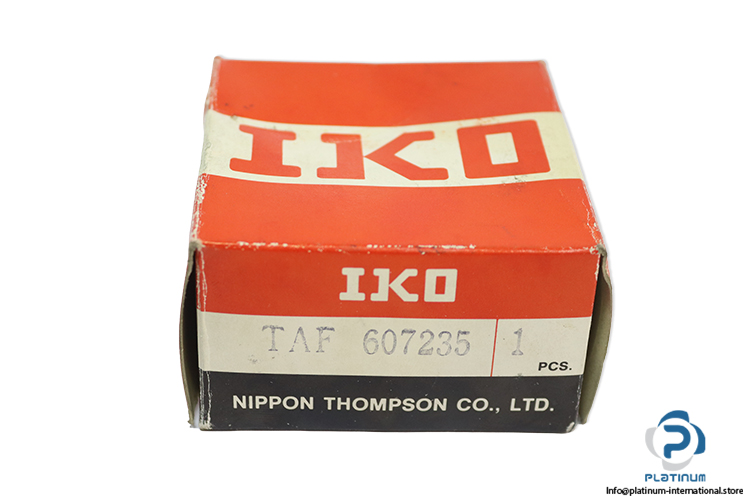 IKO
IKO
TAF 607235 1
PCS.
NIPPON THOMPSON CO., LTD.
PLATINUM
Info@platinum-international.store